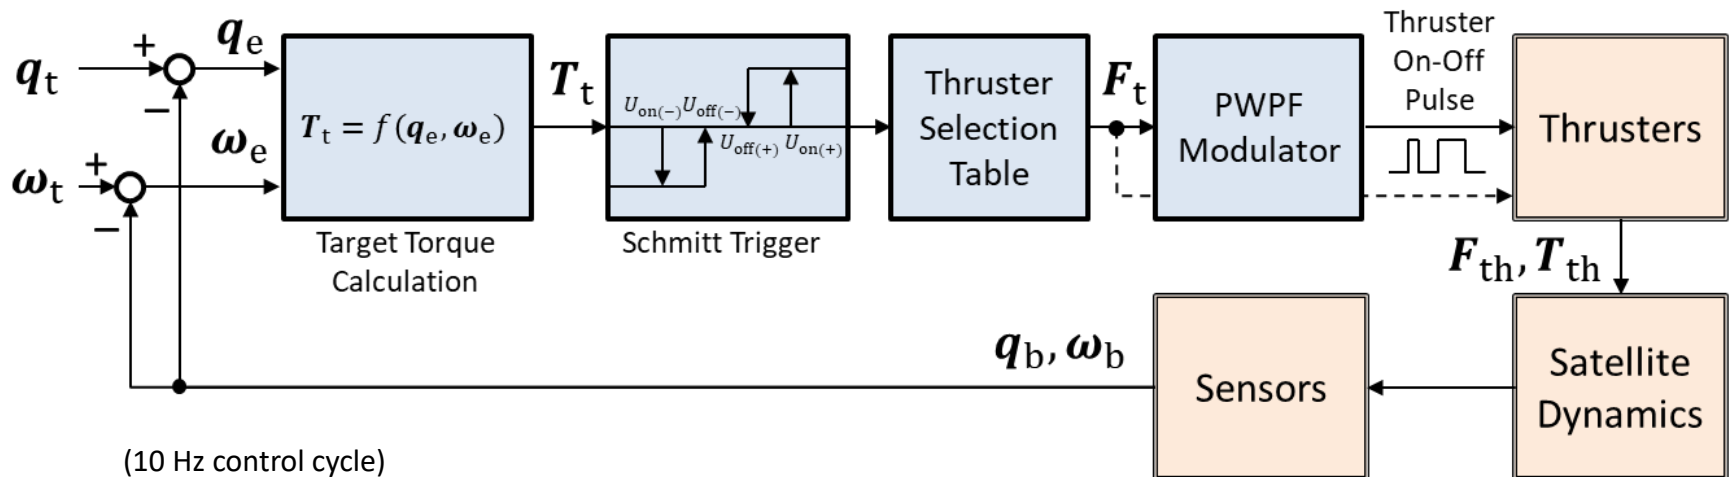 +
q_e
q_t
−
T_t = f(q_e, ω_e)
ω_e
+
ω_t
−
Target Torque
Calculation
T_t
U_on(−) U_off(−)
U_off(+) U_on(+)
Schmitt Trigger
Thruster
Selection
Table
F_t
PWPF
Modulator
Thruster
On-Off
Pulse
Thrusters
F_th, T_th
q_b, ω_b
Sensors
Satellite
Dynamics
(10 Hz control cycle)